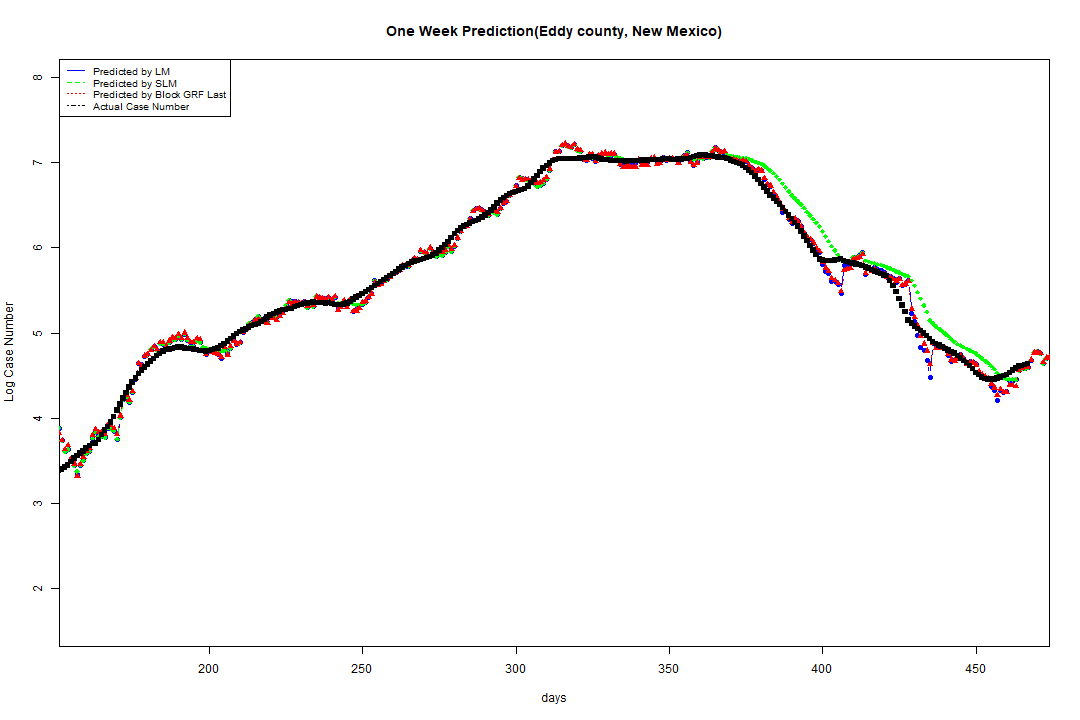 One Week Prediction(Eddy county, New Mexico)
Predicted by LM
Predicted by SLM
Predicted by Block GRF Last
Actual Case Number
8
7
6
5
4
3
2
Log Case Number
200 250 300 350 400 450
days